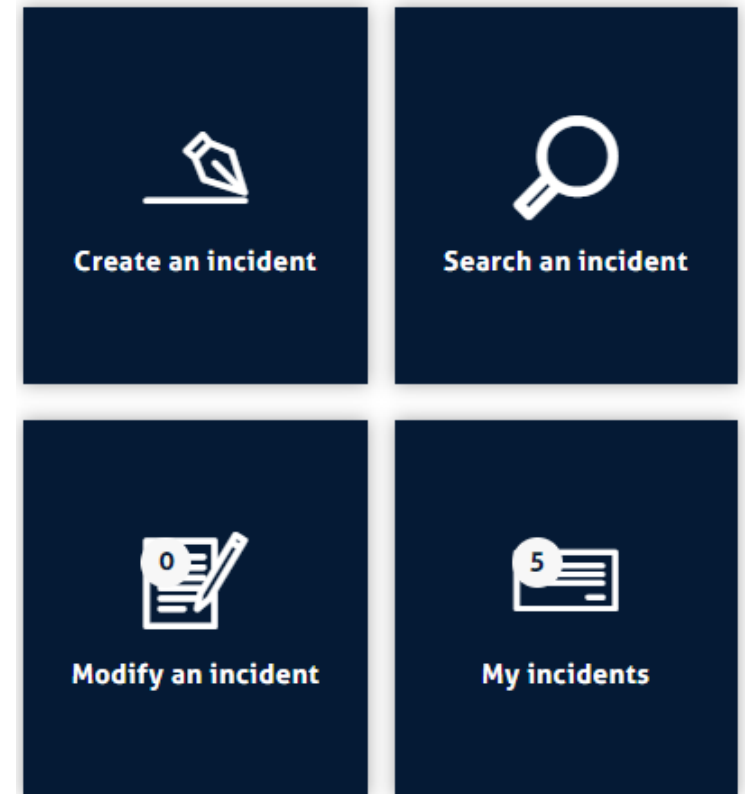 Create an incident
Search an incident
0
Modify an incident
5
My incidents